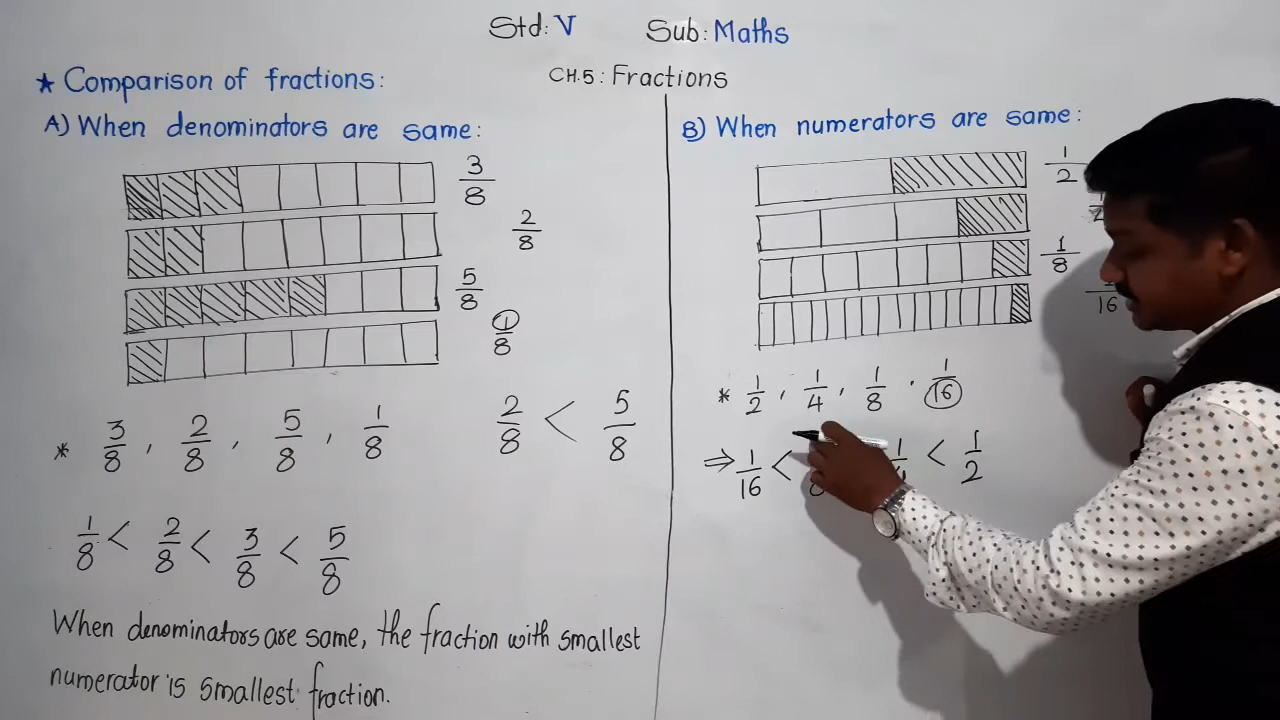 Std: V Sub: Maths
CH.5: Fractions
★ Comparison of fractions:
A) When denominators are same:
3/8
2/8
5/8
1/8
* 3/8, 2/8, 5/8, 1/8
2/8 < 5/8
1/8 < 2/8 < 3/8 < 5/8
When denominators are same, the fraction with smallest
numerator is smallest fraction.
B) When numerators are same:
1/2
1/8
16
* 1/2, 1/4, 1/8, 1/16
⇒ 1/16 < 1 < 1/2